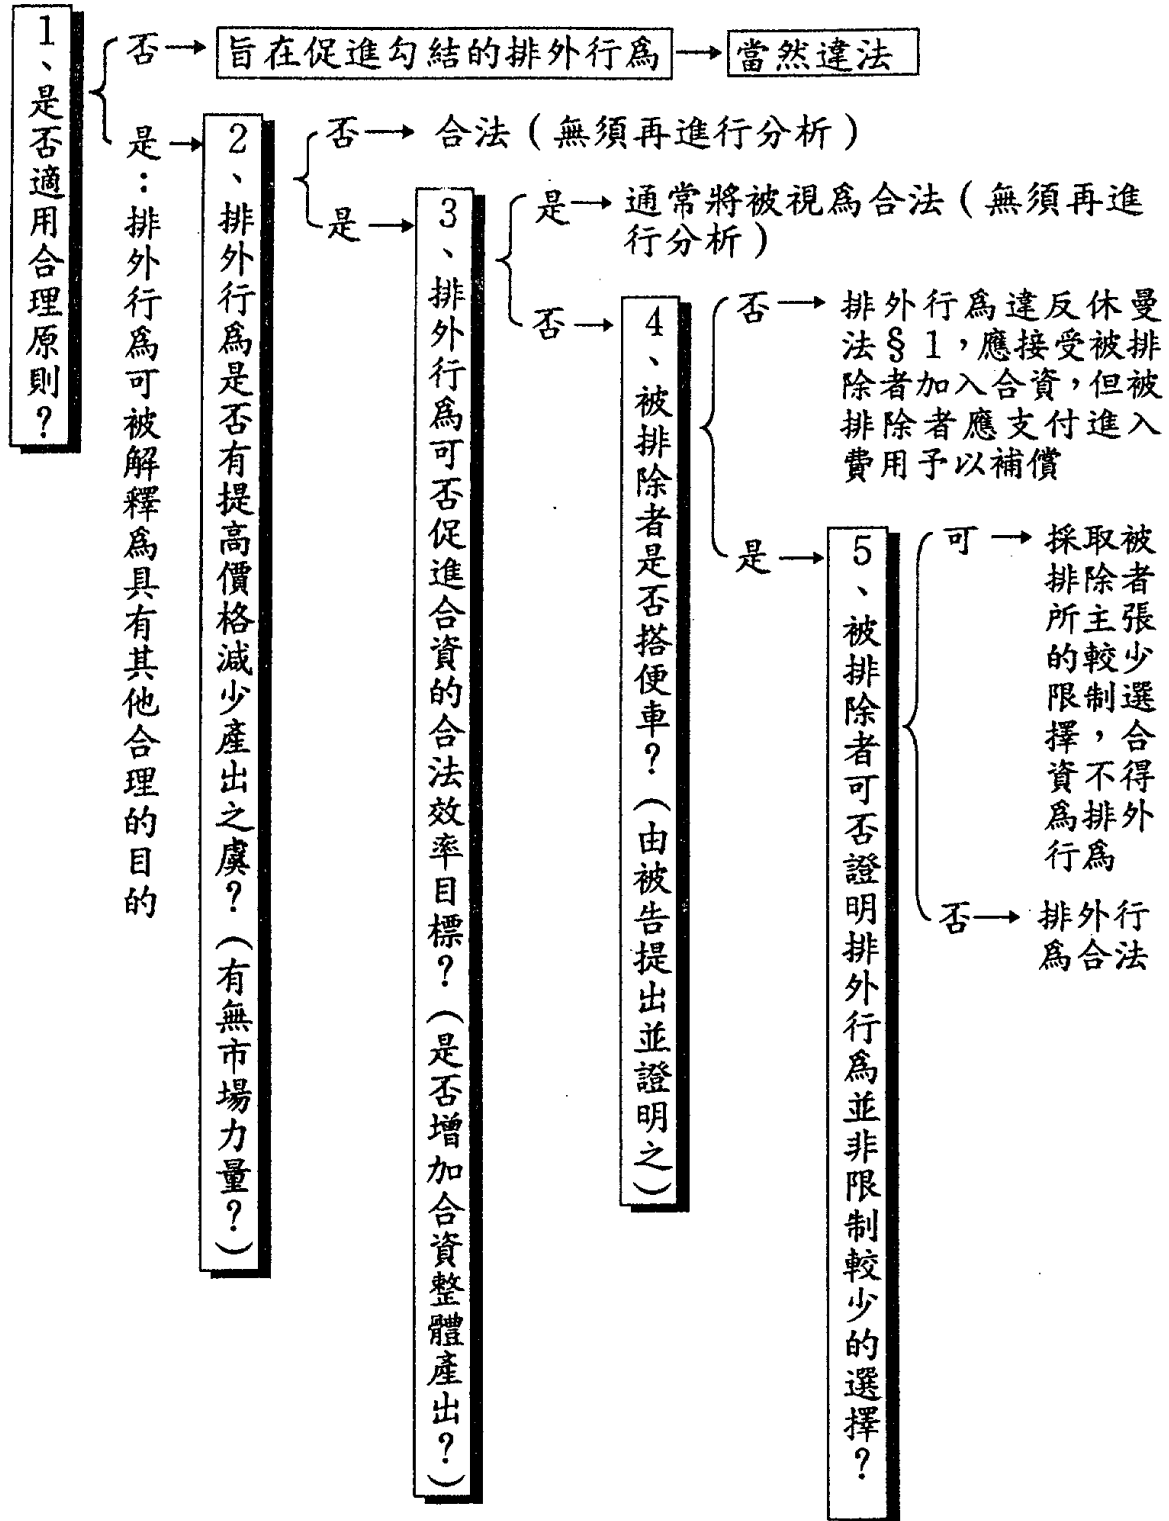 1、是否適用合理原則？
否→旨在促進勾結的排外行爲→當然違法
是：排外行爲可被解釋爲具有其他合理的目的
2、排外行爲是否有提高價格減少產出之虞？（有無市場力量？）
否→合法（無須再進行分析）
是→
3、排外行爲可否促進合資的合法效率目標？（是否增加合資整體產出？）
是→通常將被視爲合法（無須再進
行分析）
否→
4、被排除者是否搭便車？（由被告提出並證明之）
否→排外行爲違反休曼
法§1，應接受被排
除者加入合資，但被
排除者應支付進入
費用予以補償
是→
5、被排除者可否證明排外行爲並非限制較少的選擇？
可→採取被
排除者
所主張
的較少
限制選
擇，合
資不得
爲排外
行爲
否→排外行
爲合法